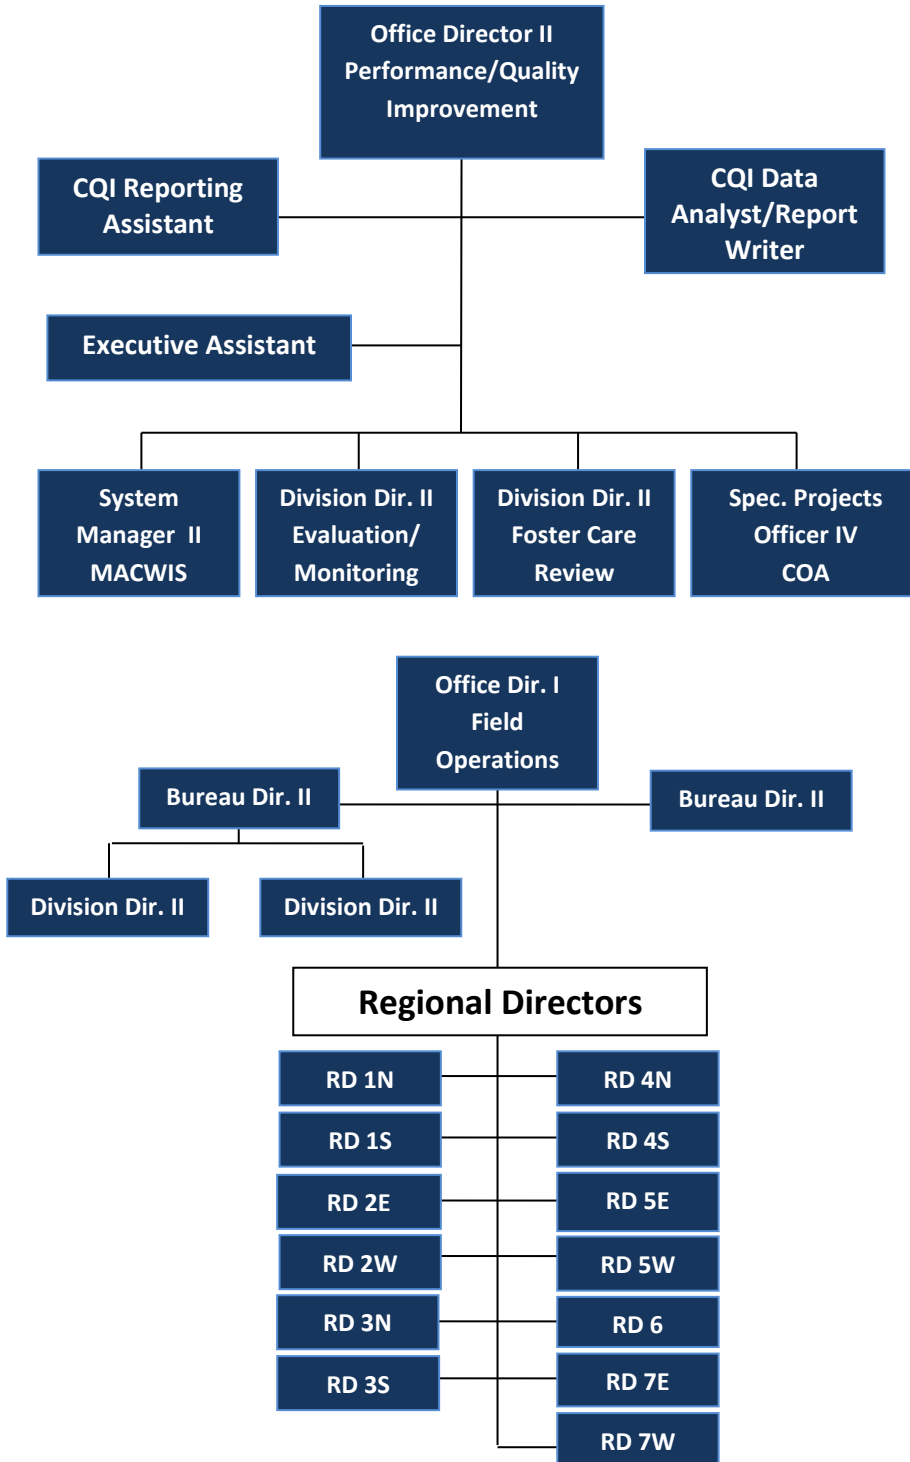 Office Director II
Performance/Quality
Improvement
CQI Reporting
Assistant
CQI Data
Analyst/Report
Writer
Executive Assistant
System
Manager II
MACWIS
Division Dir. II
Evaluation/
Monitoring
Division Dir. II
Foster Care
Review
Spec. Projects
Officer IV
COA
Office Dir. I
Field
Operations
Bureau Dir. II
Bureau Dir. II
Division Dir. II
Division Dir. II
Regional Directors
RD 1N
RD 4N
RD 1S
RD 4S
RD 2E
RD 5E
RD 2W
RD 5W
RD 3N
RD 6
RD 3S
RD 7E
RD 7W